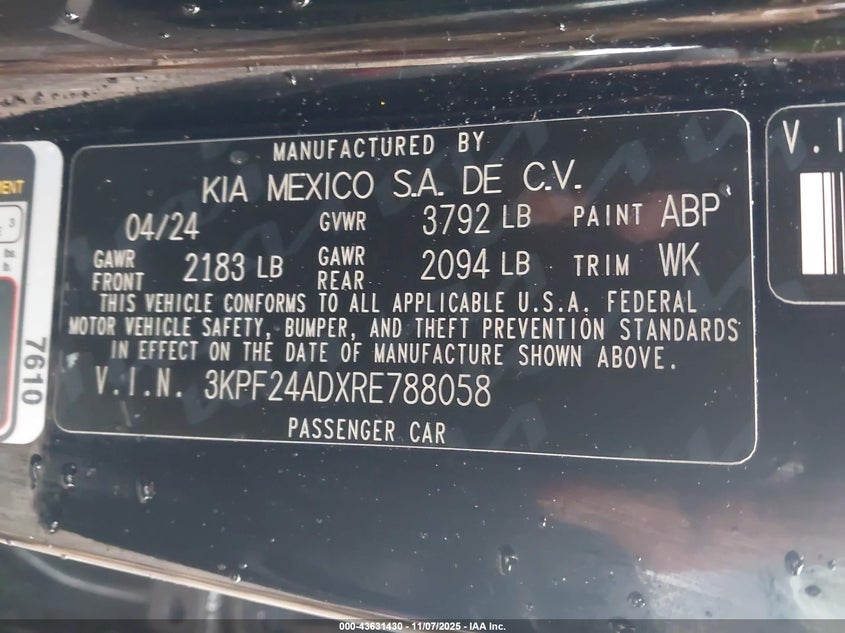 MANUFACTURED BY
KIA MEXICO S.A. DE C.V.
04/24 GVWR 3792 LB PAINT ABP
GAWR FRONT 2183 LB GAWR REAR 2094 LB TRIM WK
THIS VEHICLE CONFORMS TO ALL APPLICABLE U.S.A. FEDERAL
MOTOR VEHICLE SAFETY, BUMPER, AND THEFT PREVENTION STANDARDS
IN EFFECT ON THE DATE OF MANUFACTURE SHOWN ABOVE.
V.I.N. 3KPF24ADXRE788058
PASSENGER CAR
3
7610
V.I
000-43631430 - 11/07/2025 - IAA Inc.